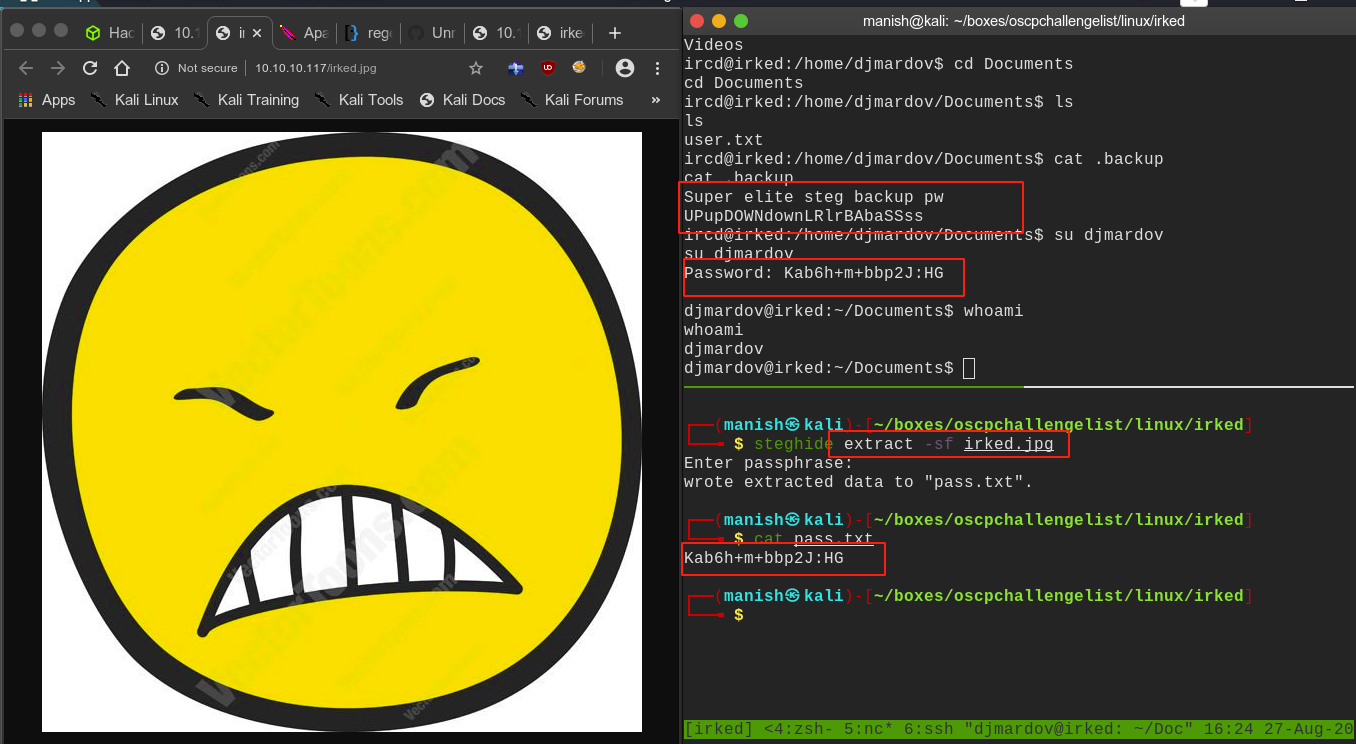 Hac
10.1
ir
Apa
reg
Unr
10.1
irke
Not secure
10.10.10.117/irked.jpg
Apps
Kali Linux
Kali Training
Kali Tools
Kali Docs
Kali Forums
»
VectorToons.com
VectorToons.com
VectorToons.com
manish@kali: ~/boxes/oscpchallengelist/linux/irked
Videos
ircd@irked:/home/djmardov$ cd Documents
cd Documents
ircd@irked:/home/djmardov/Documents$ ls
ls
user.txt
ircd@irked:/home/djmardov/Documents$ cat .backup
cat .backup
Super elite steg backup pw
UPupDOWNdownLRlrBAbaSSss
ircd@irked:/home/djmardov/Documents$ su djmardov
su djmardov
Password: Kab6h+m+bbp2J:HG
djmardov@irked:~/Documents$ whoami
whoami
djmardov
djmardov@irked:~/Documents$
(manish㉿kali)-[~/boxes/oscpchallengelist/linux/irked]
$ steghide extract -sf irked.jpg
Enter passphrase:
wrote extracted data to "pass.txt".
(manish㉿kali)-[~/boxes/oscpchallengelist/linux/irked]
$ cat pass.txt
Kab6h+m+bbp2J:HG
(manish㉿kali)-[~/boxes/oscpchallengelist/linux/irked]
$
[irked] <4:zsh- 5:nc* 6:ssh "djmardov@irked: ~/Doc" 16:24 27-Aug-20